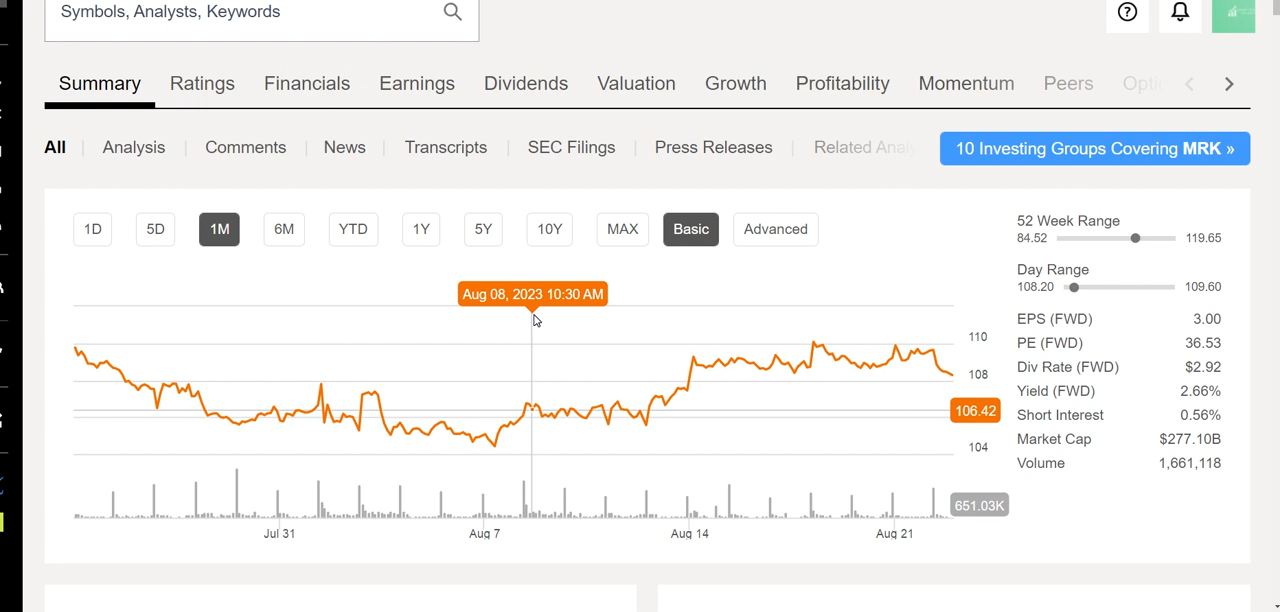 Symbols, Analysts, Keywords
Summary Ratings Financials Earnings Dividends Valuation Growth Profitability Momentum Peers
All Analysis Comments News Transcripts SEC Filings Press Releases Related 10 Investing Groups Covering MRK »
1D 5D 1M 6M YTD 1Y 5Y 10Y MAX Basic Advanced
52 Week Range
84.52 119.65
Day Range
108.20 109.60
EPS (FWD) 3.00
PE (FWD) 36.53
Div Rate (FWD) $2.92
Yield (FWD) 2.66%
Short Interest 0.56%
Market Cap $277.10B
Volume 1,661,118
Aug 08, 2023 10:30 AM
110
108
106.42
104
651.03K
Jul 31 Aug 7 Aug 14 Aug 21